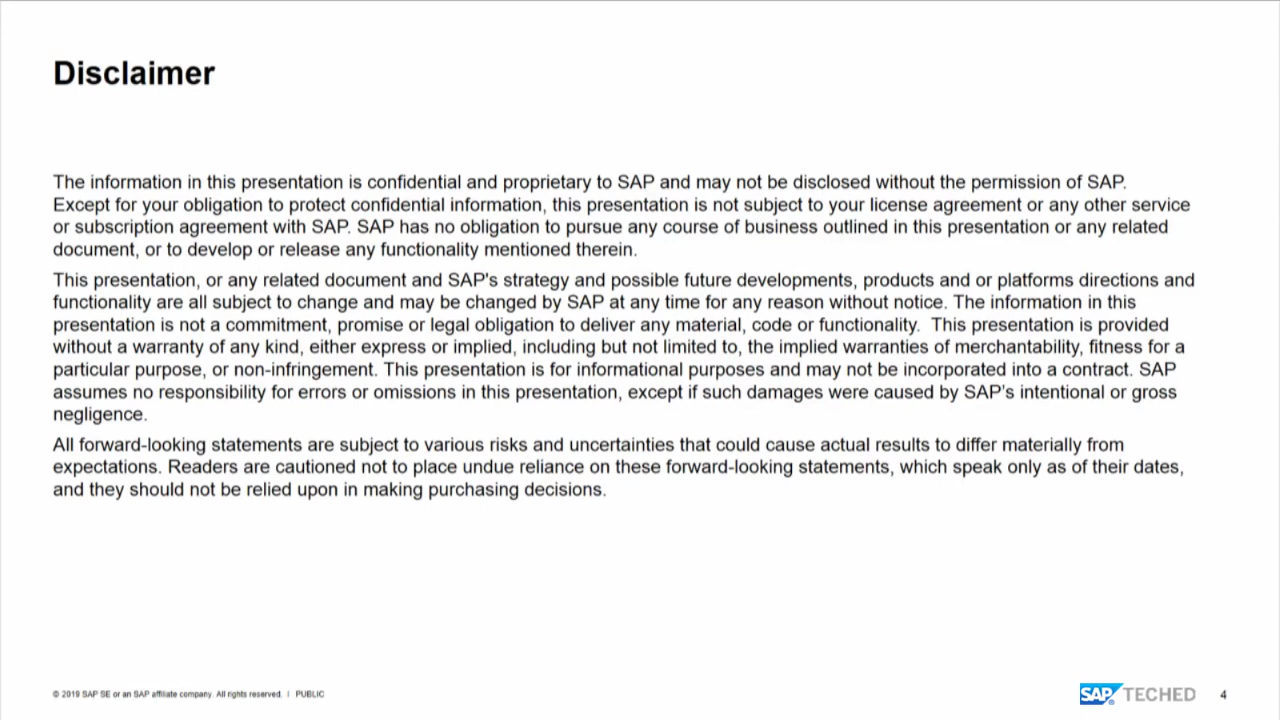 Disclaimer
The information in this presentation is confidential and proprietary to SAP and may not be disclosed without the permission of SAP.
Except for your obligation to protect confidential information, this presentation is not subject to your license agreement or any other service
or subscription agreement with SAP. SAP has no obligation to pursue any course of business outlined in this presentation or any related
document, or to develop or release any functionality mentioned therein.
This presentation, or any related document and SAP's strategy and possible future developments, products and or platforms directions and
functionality are all subject to change and may be changed by SAP at any time for any reason without notice. The information in this
presentation is not a commitment, promise or legal obligation to deliver any material, code or functionality.  This presentation is provided
without a warranty of any kind, either express or implied, including but not limited to, the implied warranties of merchantability, fitness for a
particular purpose, or non-infringement. This presentation is for informational purposes and may not be incorporated into a contract. SAP
assumes no responsibility for errors or omissions in this presentation, except if such damages were caused by SAP's intentional or gross
negligence.
All forward-looking statements are subject to various risks and uncertainties that could cause actual results to differ materially from
expectations. Readers are cautioned not to place undue reliance on these forward-looking statements, which speak only as of their dates,
and they should not be relied upon in making purchasing decisions.
© 2019 SAP SE or an SAP affiliate company. All rights reserved. | PUBLIC
SAP® TECHED 4